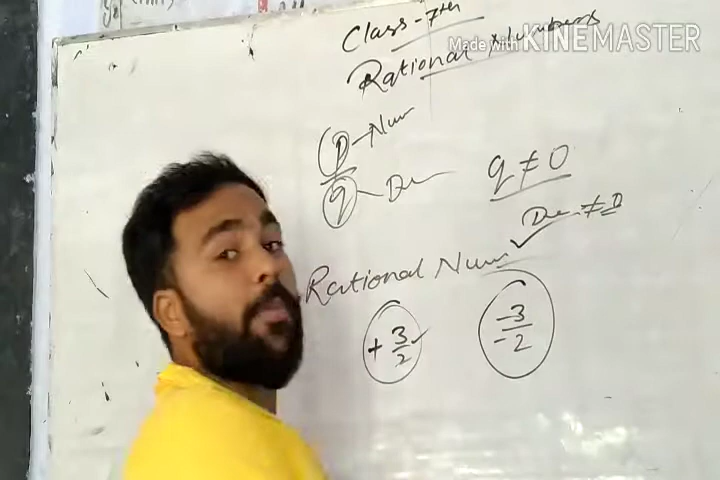 Class-7th
Made with KINEMASTER
Rational Numbers
p - Num
q - De
q ≠ 0
De ≠ 0
Rational Num
+ 3/2
-3/-2